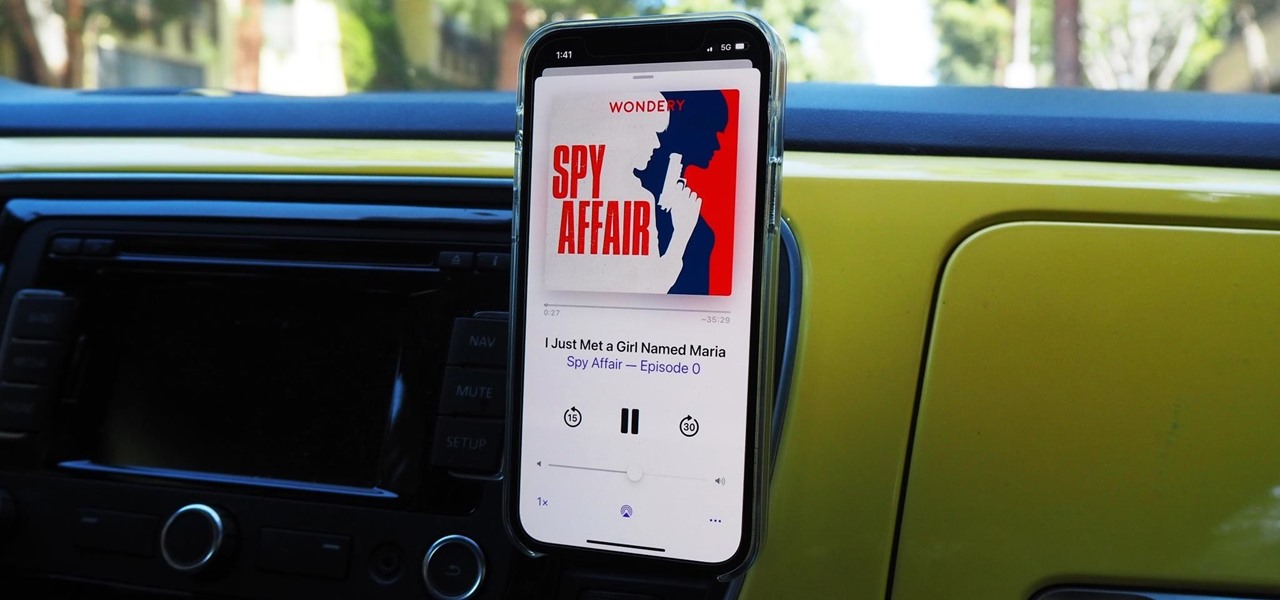 1:41
5G
WONDERY
SPY
AFFAIR
0:27
-35:29
I Just Met a Girl Named Maria
Spy Affair — Episode 0
15
30
1×
NAV
MUTE
SETUP